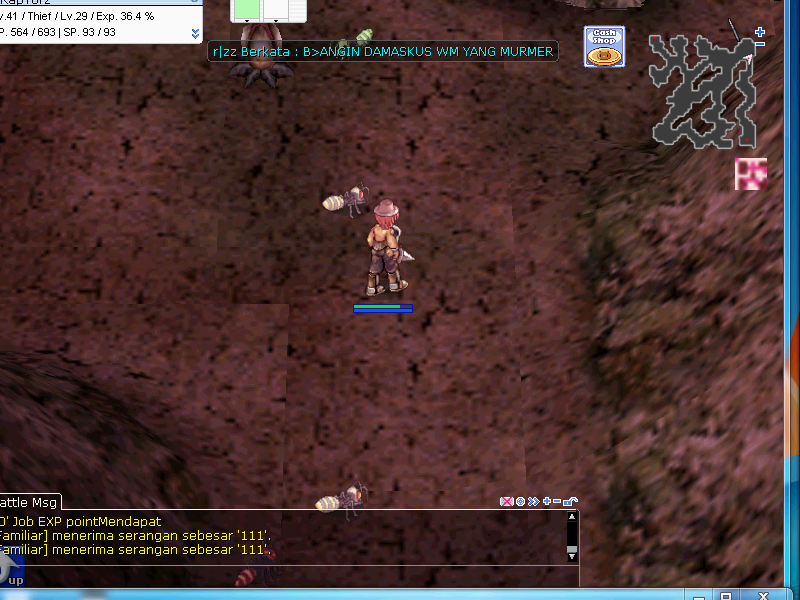 v.41 / Thief / Lv.29 / Exp. 36.4 %
P. 564 / 693 | SP. 93 / 93
r|zz Berkata : B>ANGIN DAMASKUS WM YANG MURMER
Cash Shop
attle Msg
0' Job EXP pointMendapat
Familiar] menerima serangan sebesar '111'.
Familiar] menerima serangan sebesar '111'.
up